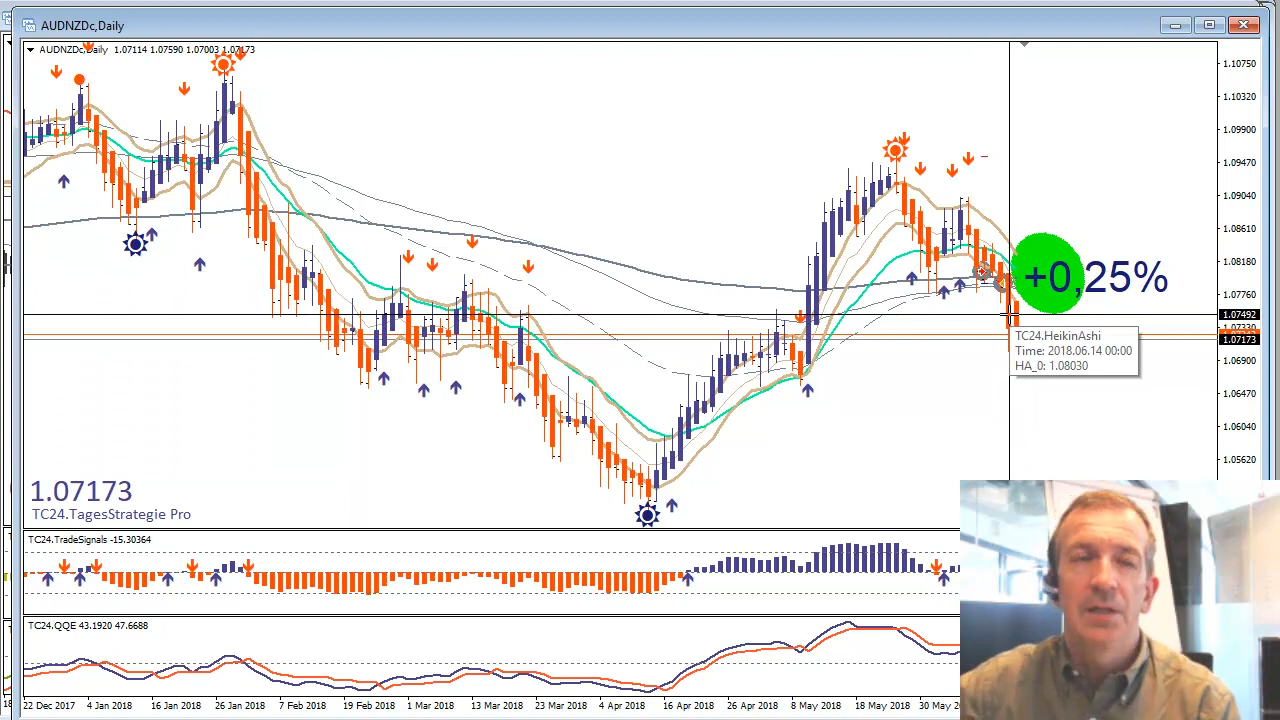 AUDNZDc,Daily
AUDNZDc,Daily 1.07114 1.07590 1.07003 1.07173
1.10750
1.10320
1.09900
1.09470
1.09040
1.08610
1.08180
+0,25%
1.07760
1.07492
1.07330
1.07173
TC24.HeikinAshi
Time: 2018.06.14 00:00
HA_0: 1.08030
1.06900
1.06470
1.06040
1.05620
1.07173
TC24.TagesStrategie Pro
TC24.TradeSignals -15.30364
TC24.QQE 43.1920 47.6688
22 Dec 2017 4 Jan 2018 16 Jan 2018 26 Jan 2018 7 Feb 2018 19 Feb 2018 1 Mar 2018 13 Mar 2018 23 Mar 2018 4 Apr 2018 16 Apr 2018 26 Apr 2018 8 May 2018 18 May 2018 30 May